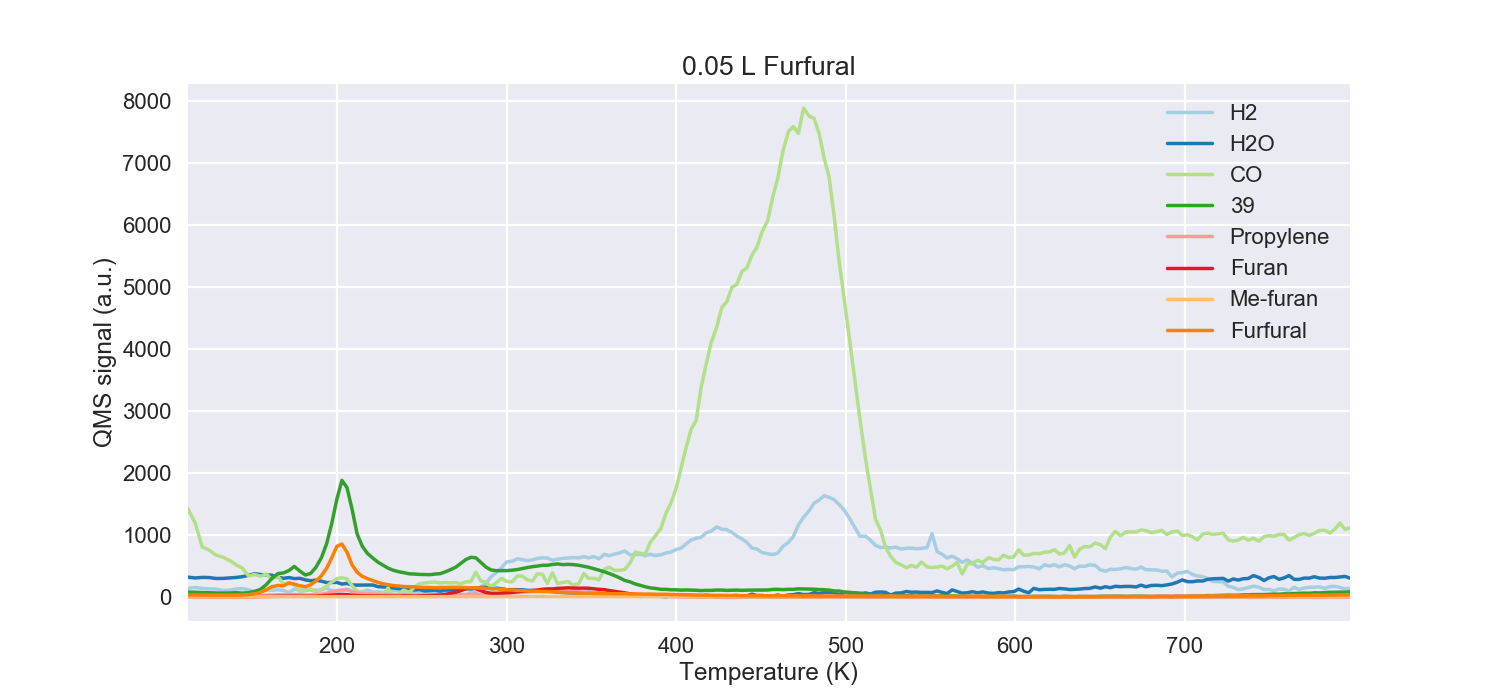 0.05 L Furfural
8000
7000
6000
5000
4000
3000
2000
1000
0
QMS signal (a.u.)
H2
H2O
CO
39
Propylene
Furan
Me-furan
Furfural
200 300 400 500 600 700
Temperature (K)